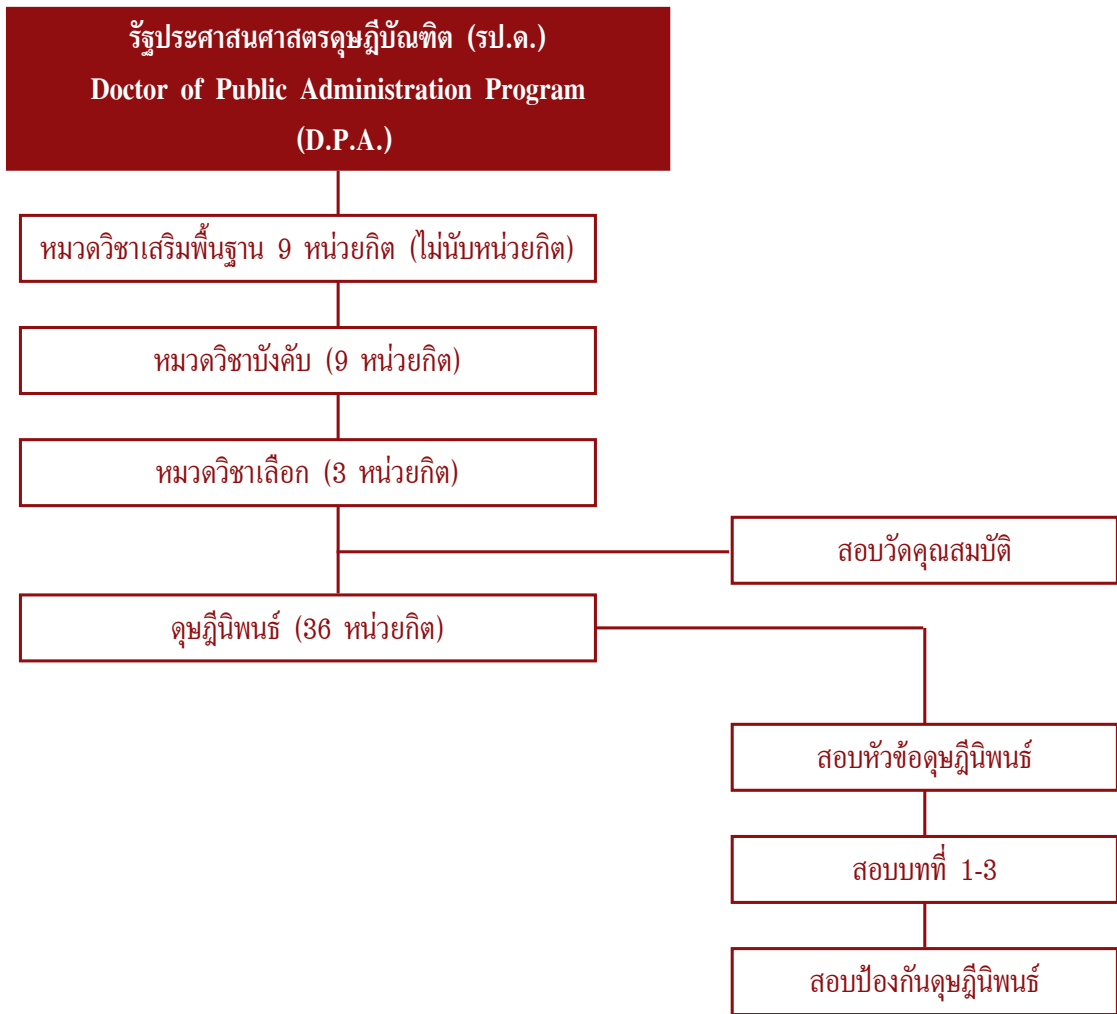 รัฐประศาสนศาสตรดุษฎีบัณฑิต (รป.ด.)
Doctor of Public Administration Program
(D.P.A.)
หมวดวิชาเสริมพื้นฐาน 9 หน่วยกิต (ไม่นับหน่วยกิต)
หมวดวิชาบังคับ (9 หน่วยกิต)
หมวดวิชาเลือก (3 หน่วยกิต)
สอบวัดคุณสมบัติ
ดุษฎีนิพนธ์ (36 หน่วยกิต)
สอบหัวข้อดุษฎีนิพนธ์
สอบบทที่ 1-3
สอบป้องกันดุษฎีนิพนธ์